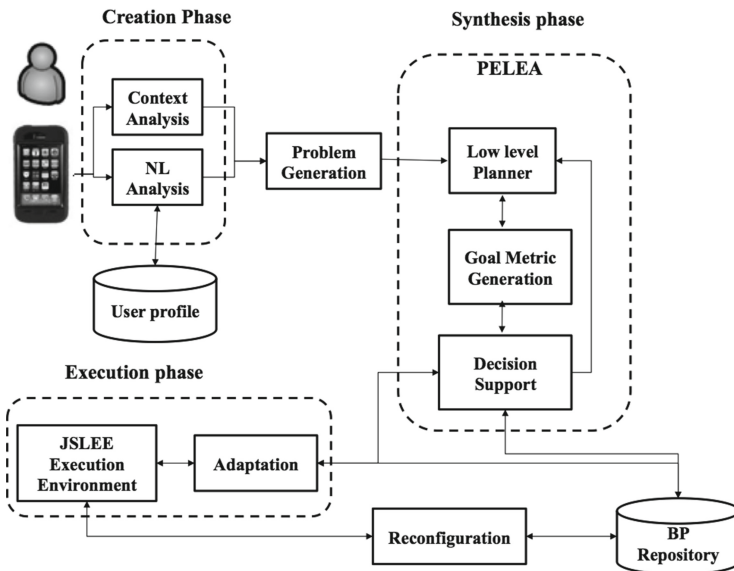 Creation Phase
Synthesis phase
PELEA
Context
Analysis
NL
Analysis
Problem
Generation
Low level
Planner
Goal Metric
Generation
User profile
Decision
Support
Execution phase
JSLEE
Execution
Environment
Adaptation
Reconfiguration
BP
Repository